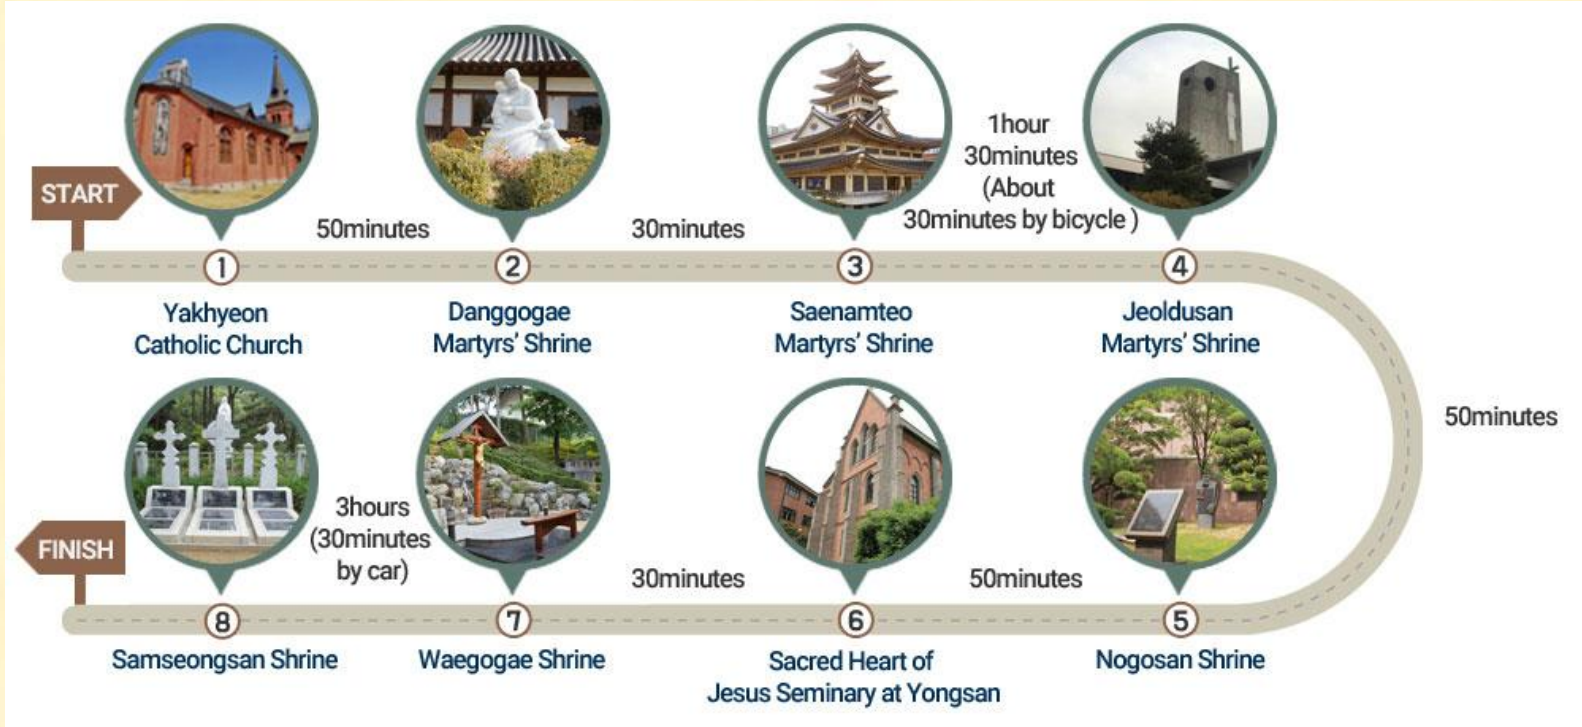 START
50minutes
30minutes
1hour
30minutes
(About
30minutes by bicycle )
1
2
3
4
Yakhyeon
Catholic Church
Danggogae
Martyrs’ Shrine
Saenamteo
Martyrs’ Shrine
Jeoldusan
Martyrs’ Shrine
50minutes
50minutes
30minutes
3hours
(30minutes
by car)
FINISH
5
6
7
8
Nogosan Shrine
Sacred Heart of
Jesus Seminary at Yongsan
Waegogae Shrine
Samseongsan Shrine